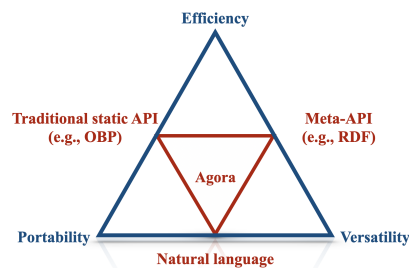 Efficiency
Traditional static API
(e.g., OBP)
Meta-API
(e.g., RDF)
Agora
Portability
Versatility
Natural language